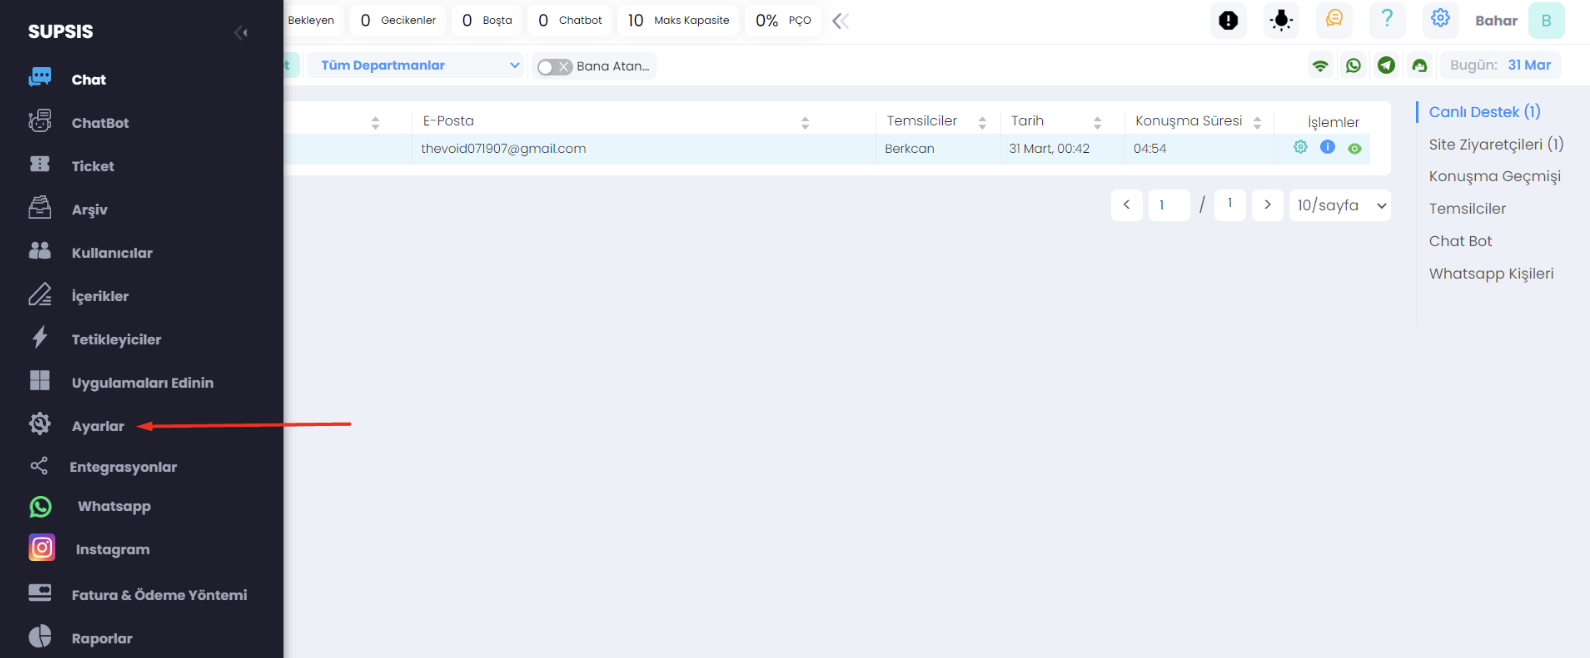 SUPSIS
Chat
ChatBot
Ticket
Arşiv
Kullanıcılar
İçerikler
Tetikleyiciler
Uygulamaları Edinin
Ayarlar
Entegrasyonlar
Whatsapp
Instagram
Fatura & Ödeme Yöntemi
Raporlar
Bekleyen 0 Gecikenler 0 Boşta 0 Chatbot 10 Maks Kapasite 0% PÇO
? Bahar B
t Tüm Departmanlar Bana Atan...
Bugün: 31 Mar
E-Posta Temsilciler Tarih Konuşma Süresi İşlemler
thevoid071907@gmail.com Berkcan 31 Mart, 00:42 04:54
< 1 / 1 > 10/sayfa
Canlı Destek (1)
Site Ziyaretçileri (1)
Konuşma Geçmişi
Temsilciler
Chat Bot
Whatsapp Kişileri